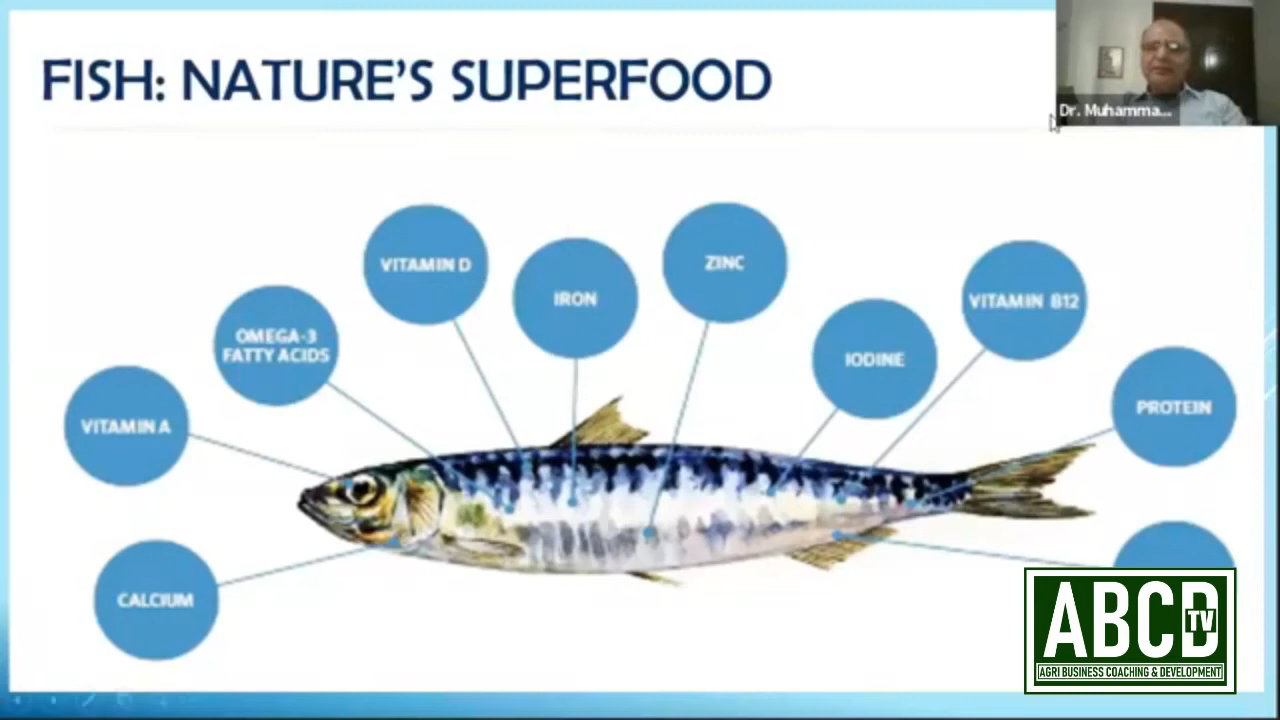 FISH: NATURE'S SUPERFOOD
Dr. Muhamma...
VITAMIN D
ZINC
IRON
VITAMIN B12
OMEGA-3
FATTY ACIDS
IODINE
VITAMIN A
PROTEIN
CALCIUM
ABCD
TV
AGRI BUSINESS COACHING & DEVELOPMENT